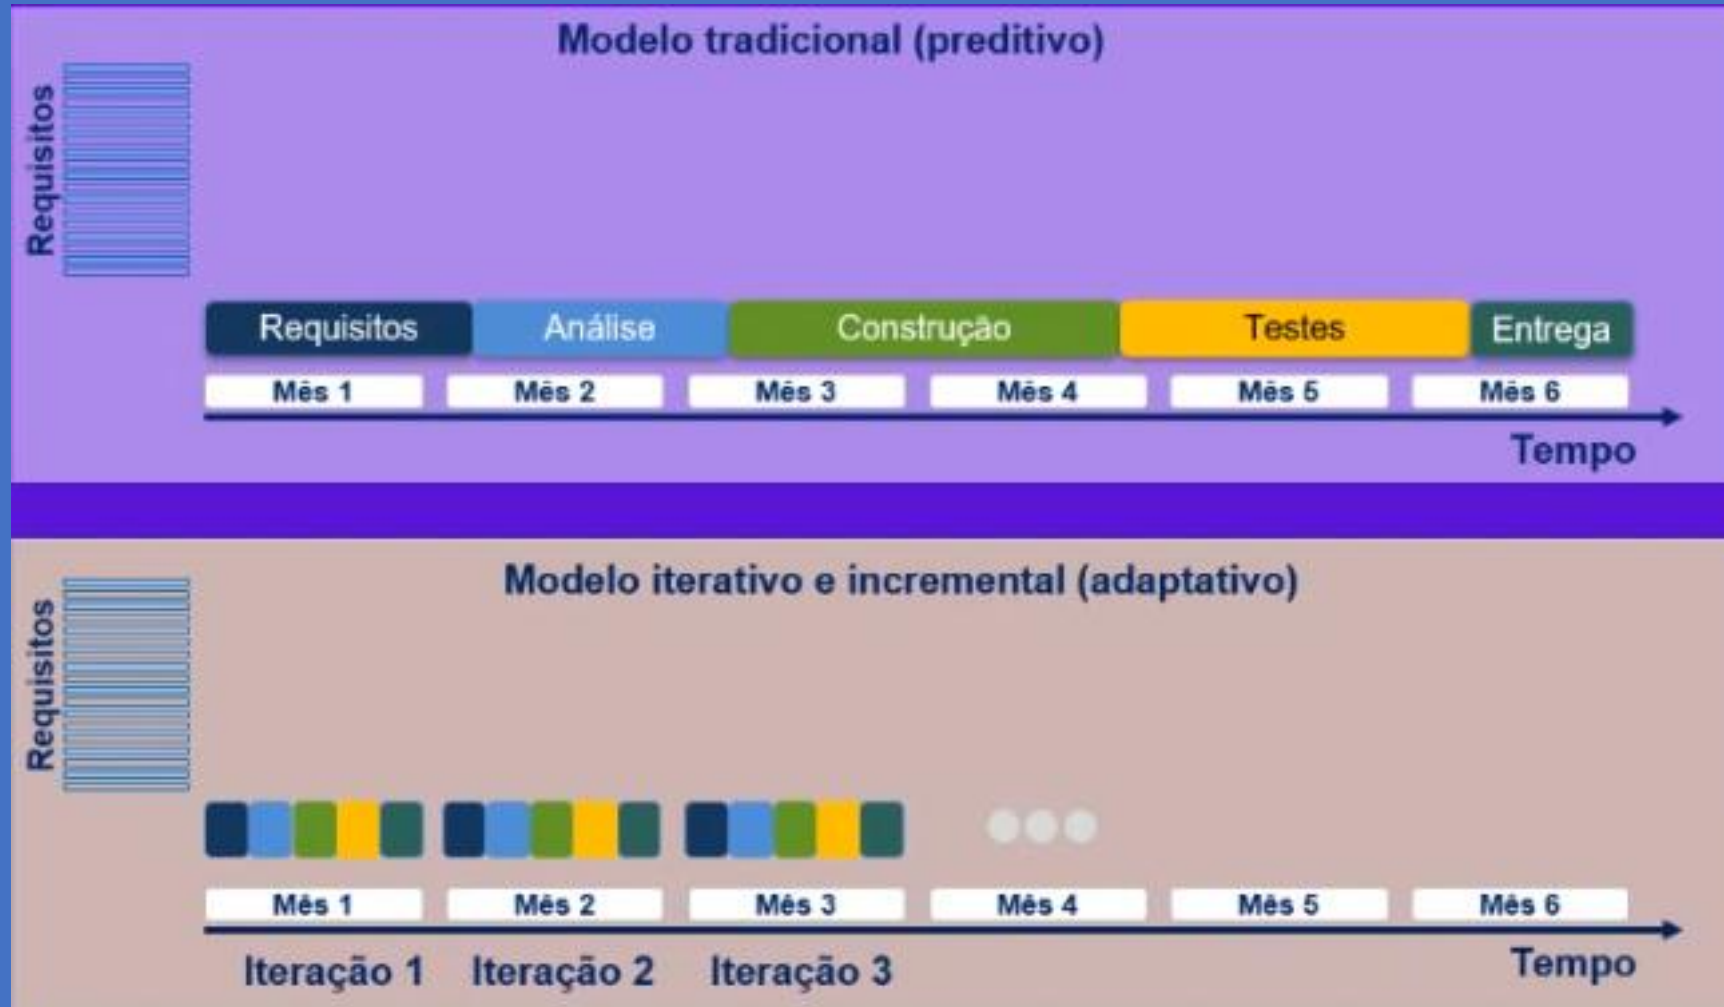 Modelo tradicional (preditivo)
Requisitos
Requisitos Análise Construção Testes Entrega
Mês 1 Mês 2 Mês 3 Mês 4 Mês 5 Mês 6
Tempo
Modelo iterativo e incremental (adaptativo)
Requisitos
Mês 1 Mês 2 Mês 3 Mês 4 Mês 5 Mês 6
Iteração 1 Iteração 2 Iteração 3
Tempo